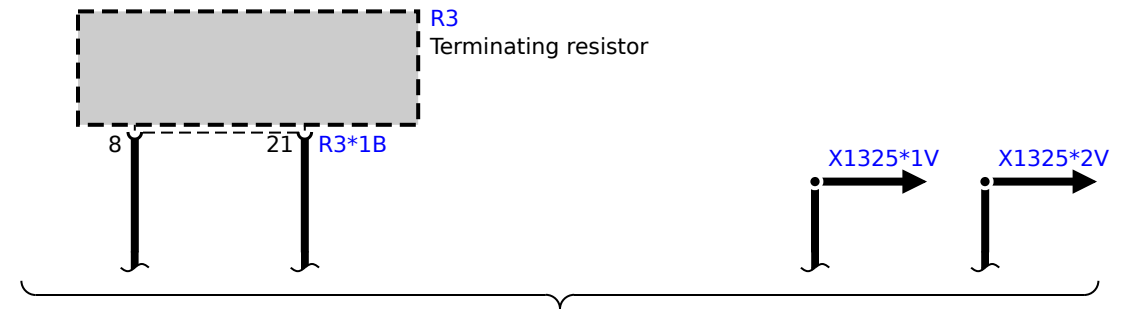 R3
Terminating resistor
8
21
R3*1B
X1325*1V
X1325*2V